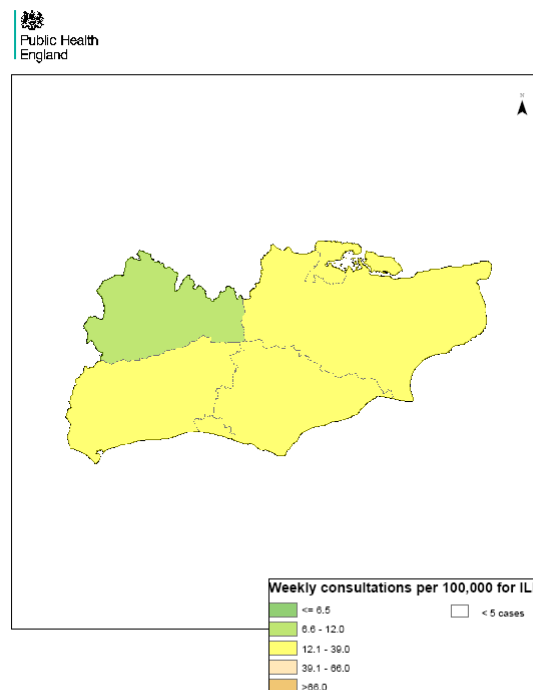 Public Health
England
N
Weekly consultations per 100,000 for IL
<= 6.5
< 5 cases
6.6 - 12.0
12.1 - 39.0
39.1 - 66.0
>66.0